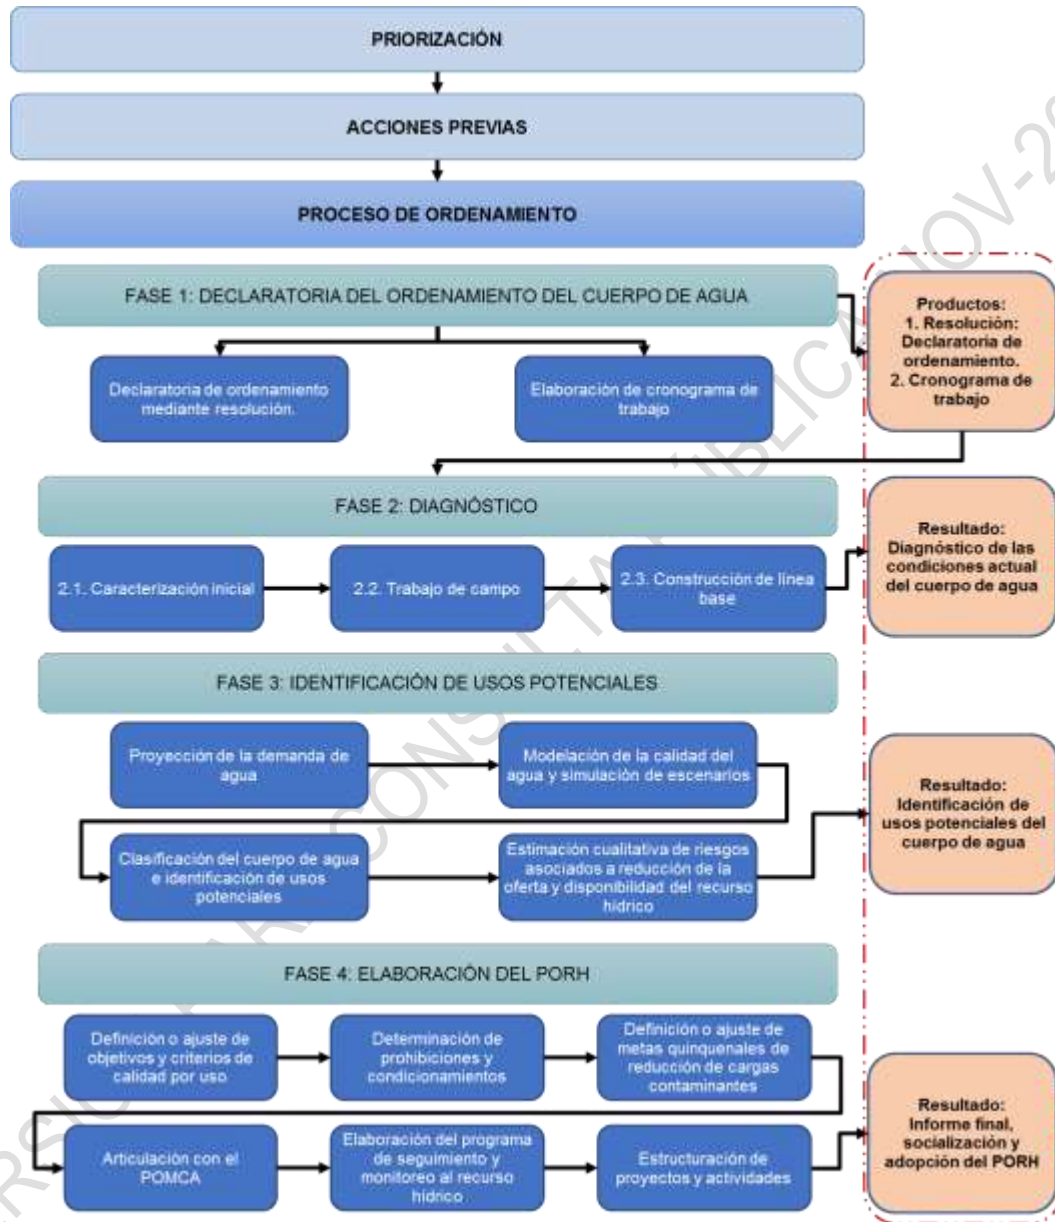 PRIORIZACIÓN
ACCIONES PREVIAS
PROCESO DE ORDENAMIENTO
FASE 1: DECLARATORIA DEL ORDENAMIENTO DEL CUERPO DE AGUA
Declaratoria de ordenamiento
mediante resolución.
Elaboración de cronograma de
trabajo
Productos:
1. Resolución:
Declaratoria de
ordenamiento.
2. Cronograma de
trabajo
FASE 2: DIAGNÓSTICO
2.1. Caracterización inicial
2.2. Trabajo de campo
2.3. Construcción de línea
base
Resultado:
Diagnóstico de las
condiciones actual
del cuerpo de agua
FASE 3: IDENTIFICACIÓN DE USOS POTENCIALES
Proyección de la demanda de
agua
Modelación de la calidad del
agua y simulación de escenarios
Clasificación del cuerpo de agua
e identificación de usos
potenciales
Estimación cualitativa de riesgos
asociados a reducción de la
oferta y disponibilidad del recurso
hídrico
Resultado:
Identificación de
usos potenciales del
cuerpo de agua
FASE 4: ELABORACIÓN DEL PORH
Definición o ajuste de
objetivos y criterios de
calidad por uso
Determinación de
prohibiciones y
condicionamientos
Definición o ajuste de
metas quinquenales de
reducción de cargas
contaminantes
Articulación con el
POMCA
Elaboración del programa
de seguimiento y
monitoreo al recurso
hídrico
Estructuración de
proyectos y actividades
Resultado:
Informe final,
socialización y
adopción del PORH